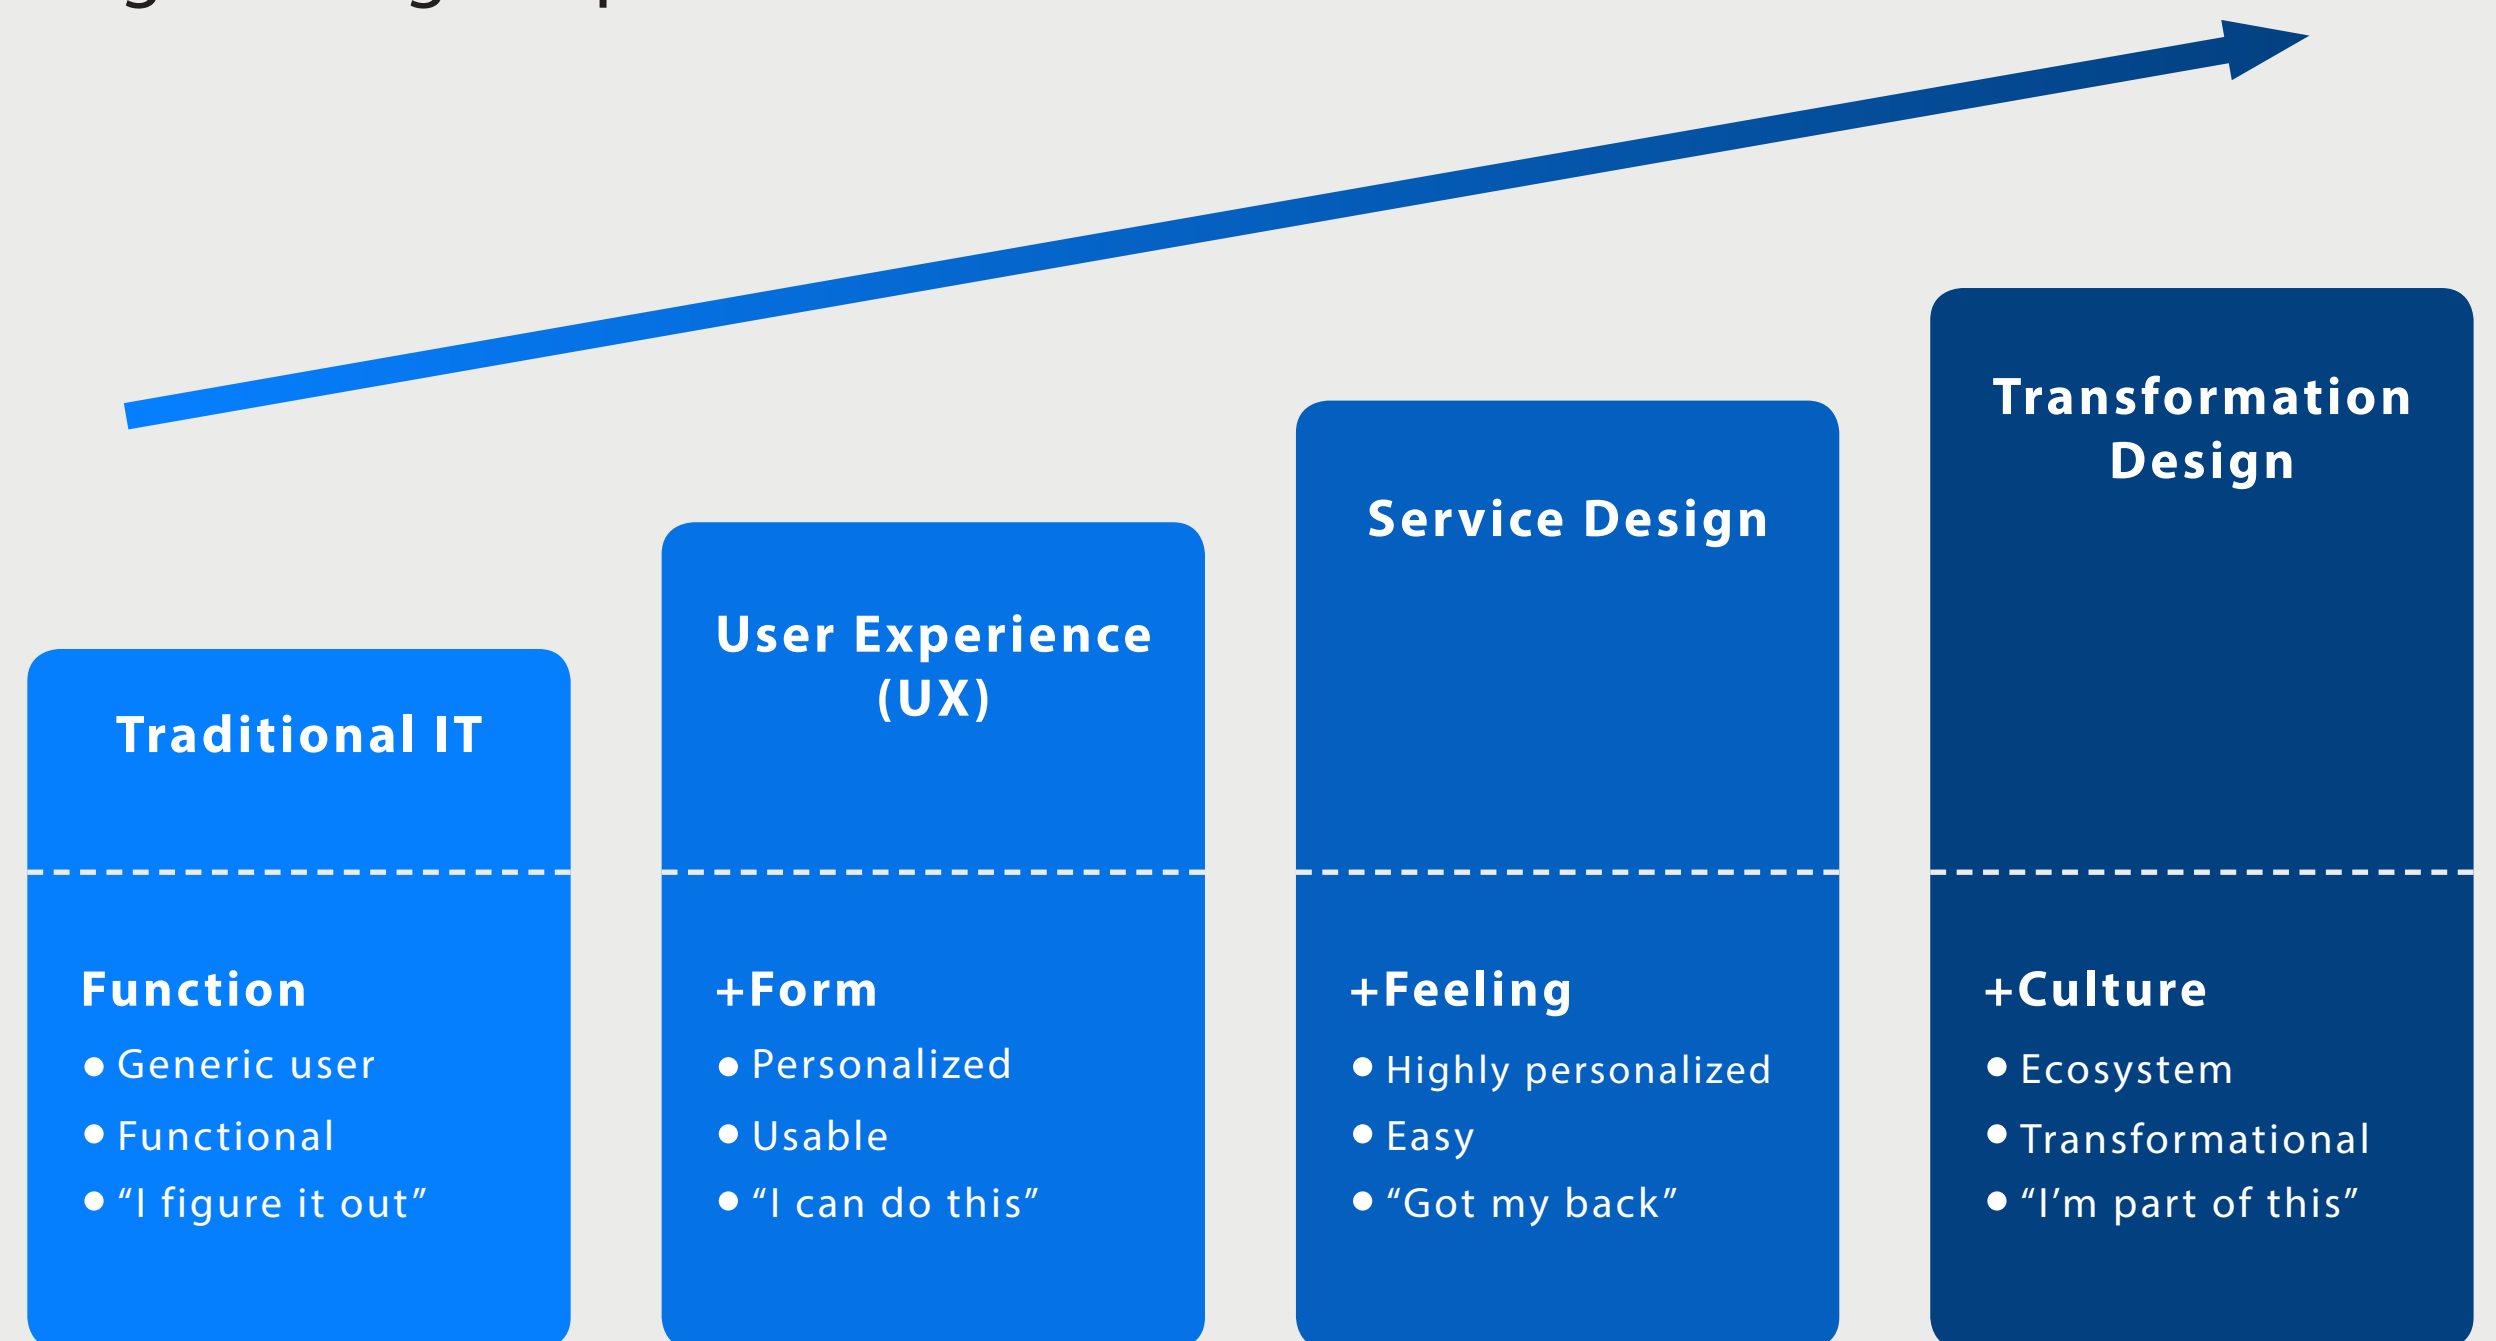 Traditional IT
Function
• Generic user
• Functional
• “I figure it out”
User Experience
(UX)
+Form
• Personalized
• Usable
• “I can do this”
Service Design
+Feeling
• Highly personalized
• Easy
• “Got my back”
Transformation
Design
+Culture
• Ecosystem
• Transformational
• “I’m part of this”